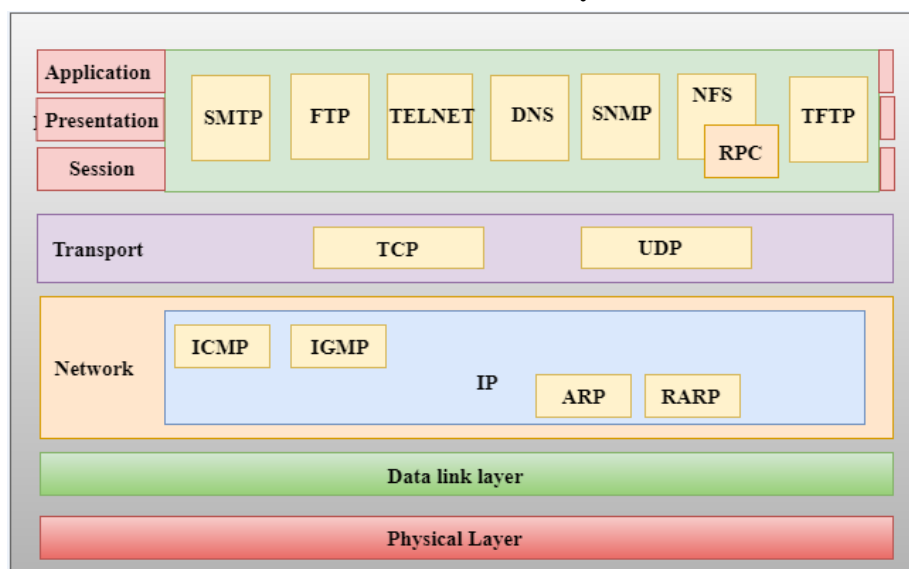 Application
Presentation
Session
SMTP
FTP
TELNET
DNS
SNMP
NFS
RPC
TFTP
Transport
TCP
UDP
Network
ICMP
IGMP
IP
ARP
RARP
Data link layer
Physical Layer